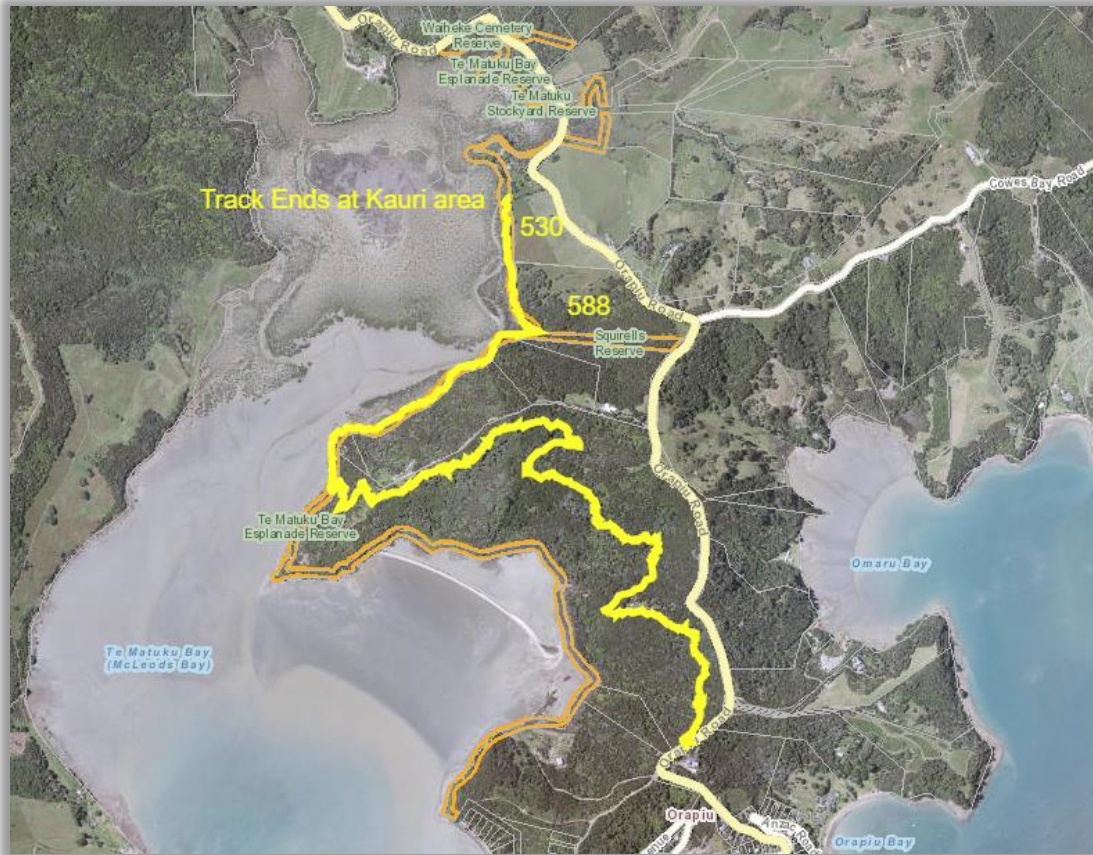 Orapiu Road
Waiheke Cemetery
Reserve
Te Matuku Bay
Esplanade Reserve
Te Matuku
Stockyard Reserve
Cowes Bay Road
Track Ends at Kauri area
530
588
Orapiu Road
Squirells
Reserve
Orapiu Road
Te Matuku Bay
Esplanade Reserve
Omaru Bay
Te Matuku Bay
(McLeods Bay)
Orapiu Road
Orapiu
Anzac Road
Orapiu Bay